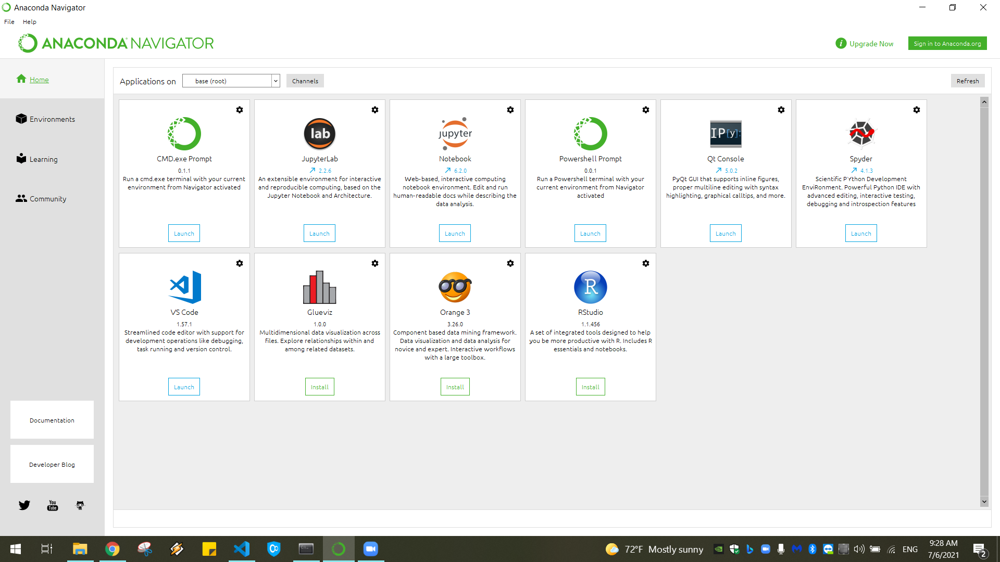 Anaconda Navigator
File Help
ANACONDA NAVIGATOR
i Upgrade Now
Sign in to Anaconda.org
Home
Environments
Learning
Community
Documentation
Developer Blog
You
Tube
Applications on base (root) Channels Refresh
CMD.exe Prompt
0.1.1
Run a cmd.exe terminal with your current
environment from Navigator activated
Launch
lab
JupyterLab
2.2.6
An extensible environment for interactive
and reproducible computing, based on the
Jupyter Notebook and Architecture.
Launch
jupyter
Notebook
6.2.0
Web-based, interactive computing
notebook environment. Edit and run
human-readable docs while describing the
data analysis.
Launch
Powershell Prompt
0.0.1
Run a Powershell terminal with your
current environment from Navigator
activated
Launch
IP[y]:
Qt Console
5.0.2
PyQt GUI that supports inline figures,
proper multiline editing with syntax
highlighting, graphical calltips, and more.
Launch
Spyder
4.1.3
Scientific PYthon Development
EnviRonment. Powerful Python IDE with
advanced editing, interactive testing,
debugging and introspection features
Launch
VS Code
1.57.1
Streamlined code editor with support for
development operations like debugging,
task running and version control.
Launch
Glueviz
1.0.0
Multidimensional data visualization across
files. Explore relationships within and
among related datasets.
Install
Orange 3
3.26.0
Component based data mining framework.
Data visualization and data analysis for
novice and expert. Interactive workflows
with a large toolbox.
Install
R
RStudio
1.1.456
A set of integrated tools designed to help
you be more productive with R. Includes R
essentials and notebooks.
Install
72°F Mostly sunny
ENG
9:28 AM
7/6/2021
2